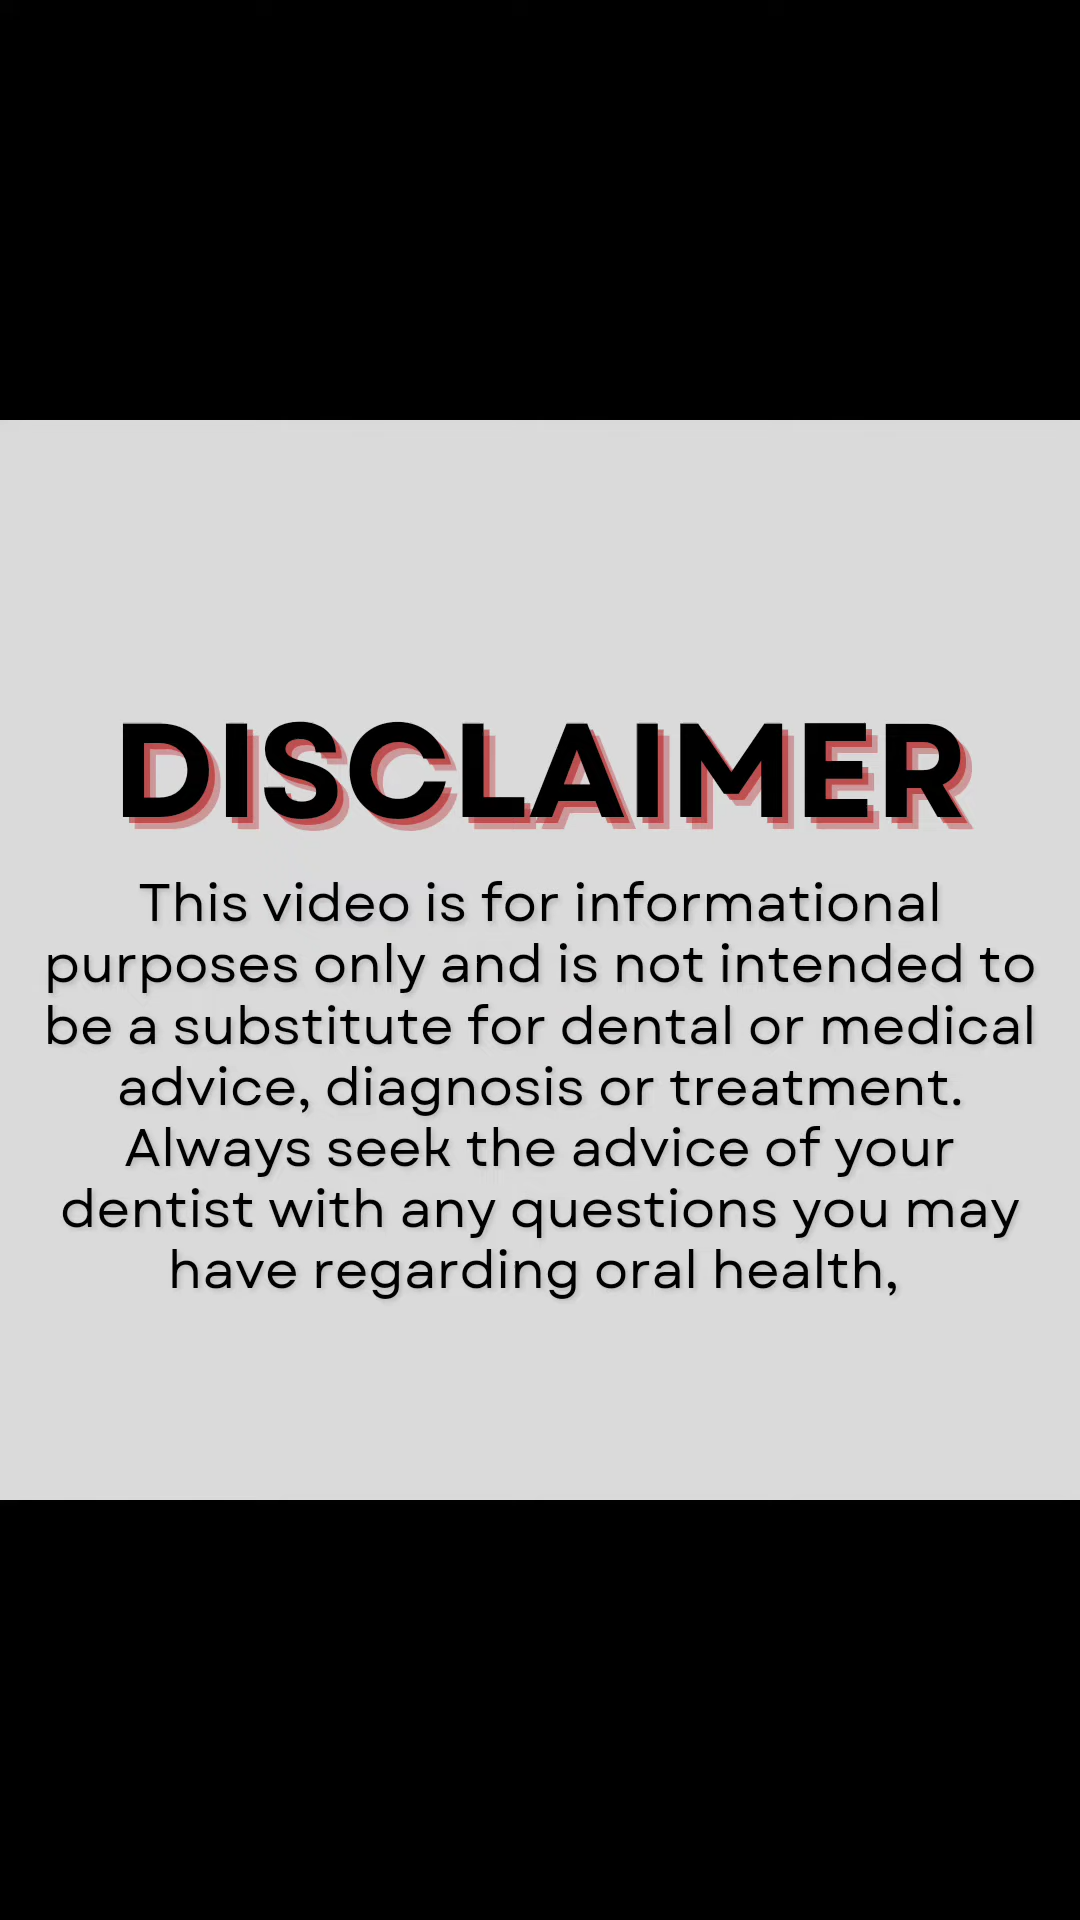 DISCLAIMER
This video is for informational
purposes only and is not intended to
be a substitute for dental or medical
advice, diagnosis or treatment.
Always seek the advice of your
dentist with any questions you may
have regarding oral health,